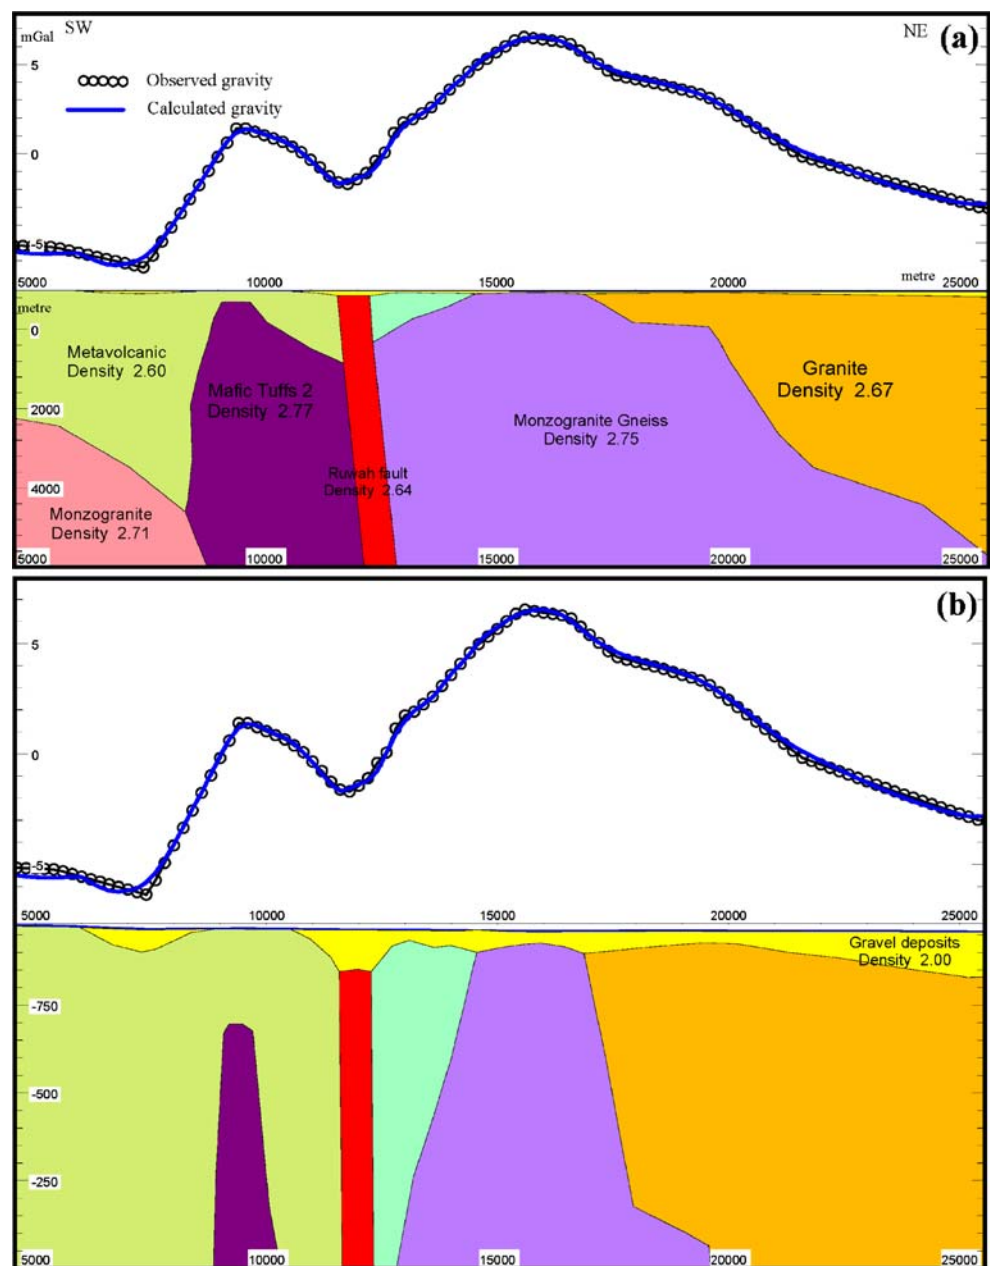 SW
NE
(a)
mGal
5
Observed gravity
Calculated gravity
0
-5
5000
10000
15000
20000
metre
25000
metre
0
Metavolcanic
Density 2.60
Mafic Tuffs 2
Density 2.77
Granite
Density 2.67
2000
Monzogranite Gneiss
Density 2.75
Ruwah fault
Density 2.64
4000
Monzogranite
Density 2.71
5000
10000
15000
20000
25000
(b)
5
0
-5
5000
10000
15000
20000
25000
Gravel deposits
Density 2.00
-750
-500
-250
5000
10000
15000
20000
25000